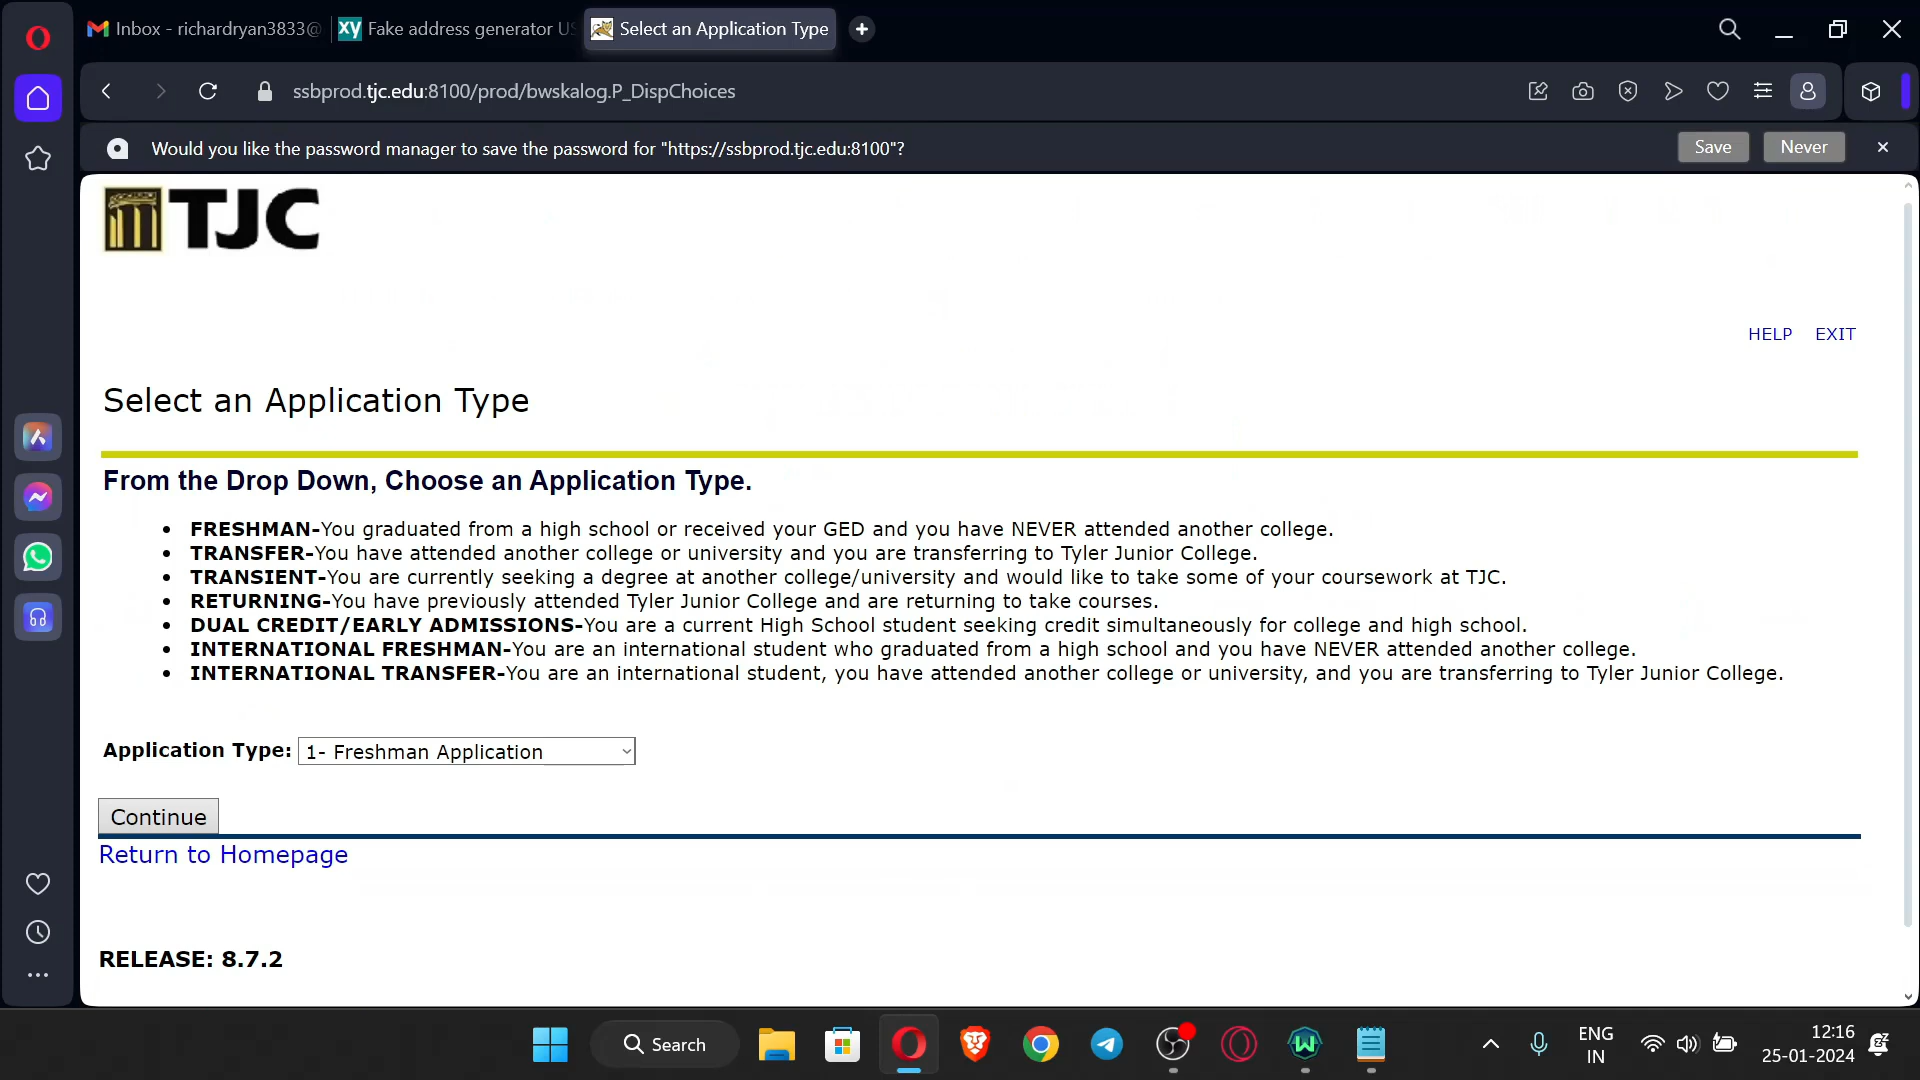 Inbox - richardryan3833@
Fake address generator US
Select an Application Type
ssbprod.tjc.edu:8100/prod/bwskalog.P_DispChoices
Would you like the password manager to save the password for "https://ssbprod.tjc.edu:8100"?
Save
Never
TJC
HELP EXIT
Select an Application Type
From the Drop Down, Choose an Application Type.
• FRESHMAN-You graduated from a high school or received your GED and you have NEVER attended another college.
• TRANSFER-You have attended another college or university and you are transferring to Tyler Junior College.
• TRANSIENT-You are currently seeking a degree at another college/university and would like to take some of your coursework at TJC.
• RETURNING-You have previously attended Tyler Junior College and are returning to take courses.
• DUAL CREDIT/EARLY ADMISSIONS-You are a current High School student seeking credit simultaneously for college and high school.
• INTERNATIONAL FRESHMAN-You are an international student who graduated from a high school and you have NEVER attended another college.
• INTERNATIONAL TRANSFER-You are an international student, you have attended another college or university, and you are transferring to Tyler Junior College.
Application Type: 1- Freshman Application
Continue
Return to Homepage
RELEASE: 8.7.2
Search
ENG
IN
12:16
25-01-2024